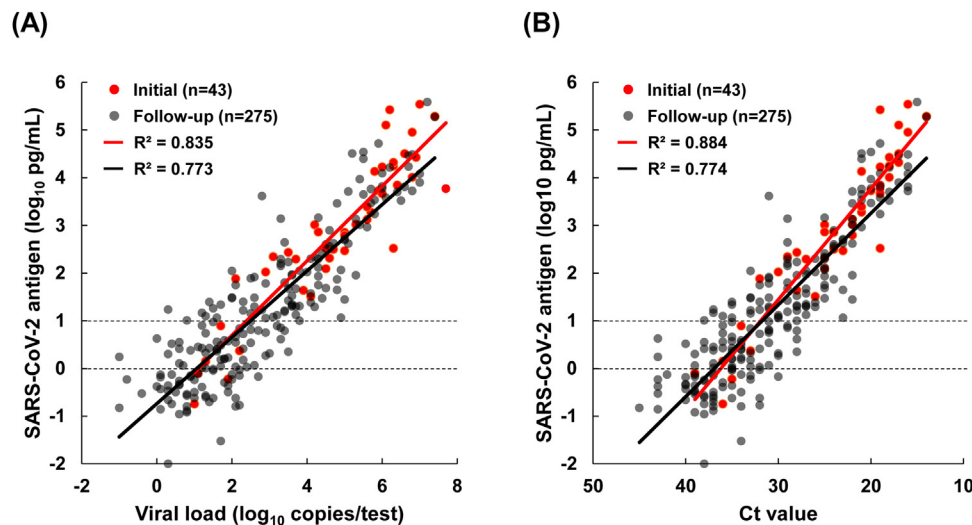 (A)
SARS-CoV-2 antigen (log10 pg/mL)
6
5
4
3
2
1
0
-1
-2
Initial (n=43)
Follow-up (n=275)
R² = 0.835
R² = 0.773
-2 0 2 4 6 8
Viral load (log10 copies/test)
(B)
SARS-CoV-2 antigen (log10 pg/mL)
6
5
4
3
2
1
0
-1
-2
Initial (n=43)
Follow-up (n=275)
R² = 0.884
R² = 0.774
50 40 30 20 10
Ct value